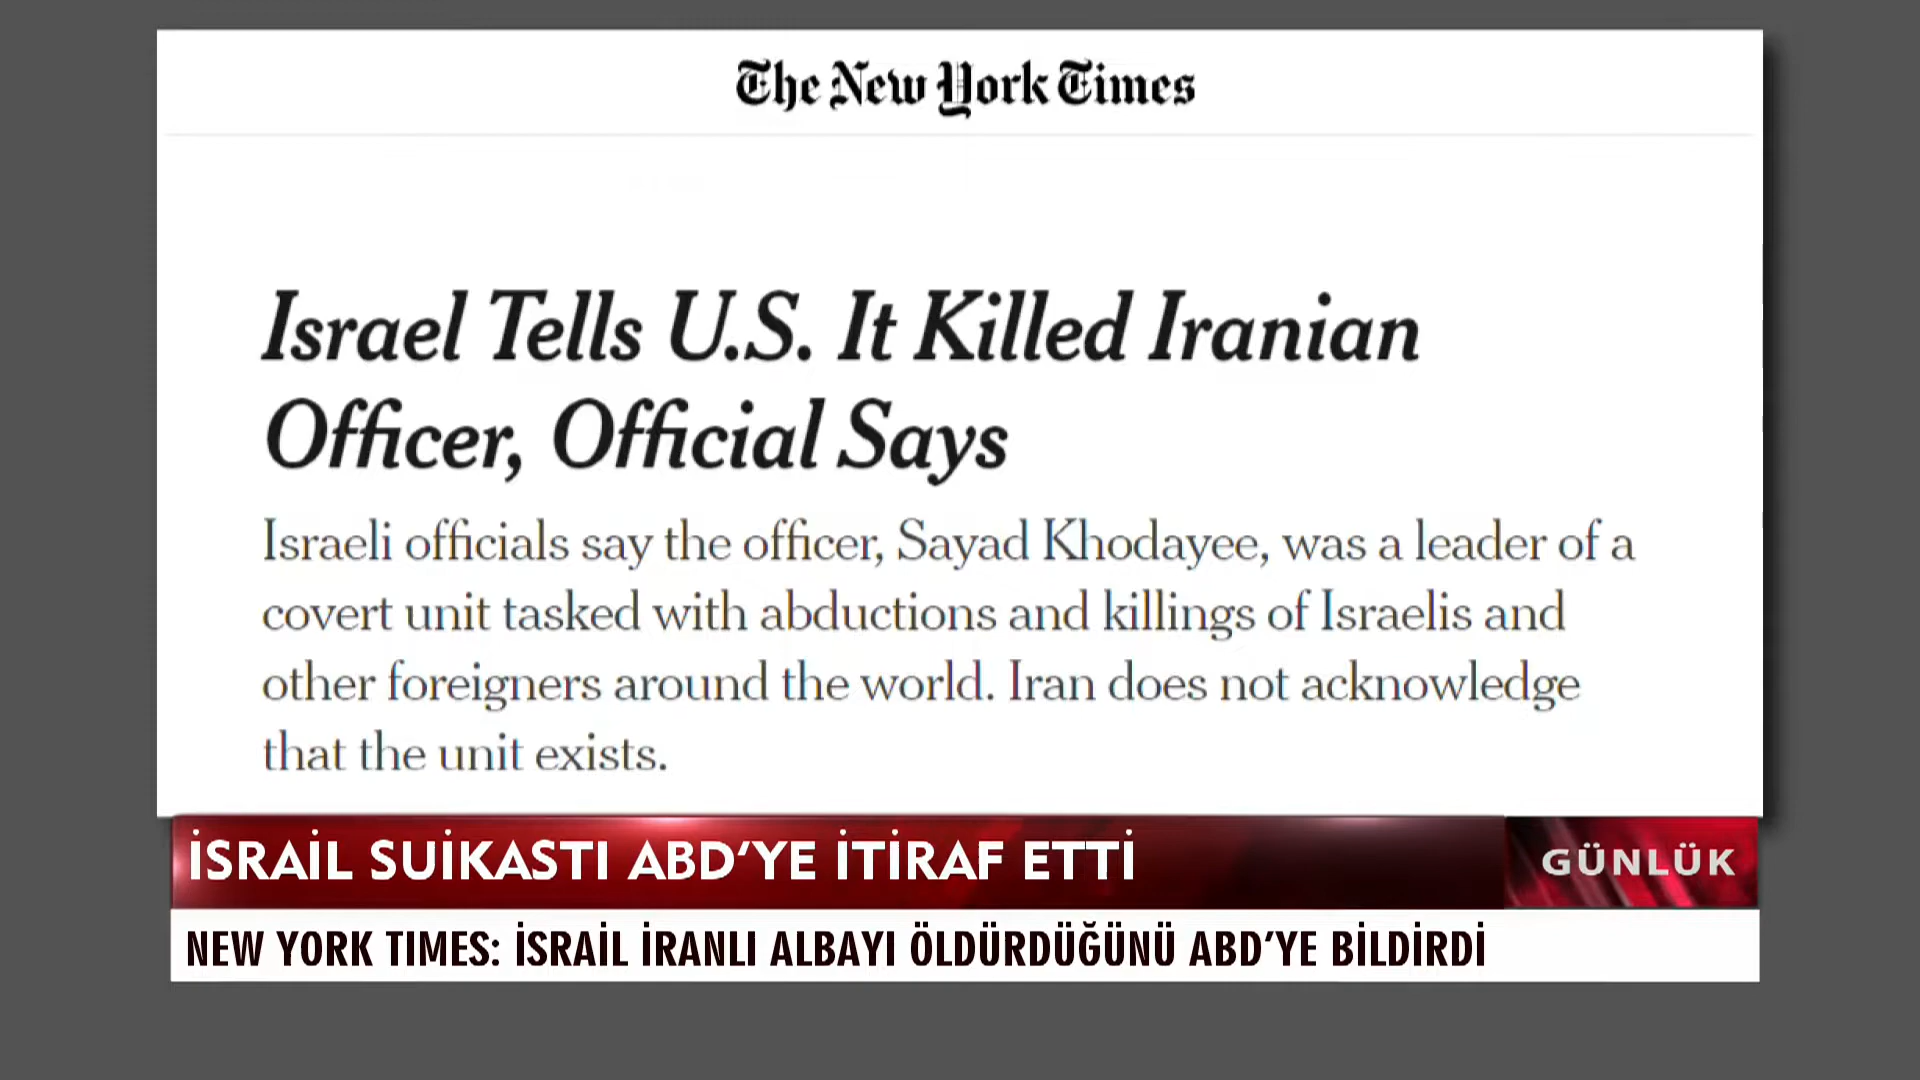 The New York Times
Israel Tells U.S. It Killed Iranian
Officer, Official Says
Israeli officials say the officer, Sayad Khodayee, was a leader of a
covert unit tasked with abductions and killings of Israelis and
other foreigners around the world. Iran does not acknowledge
that the unit exists.
İSRAİL SUİKASTI ABD'YE İTİRAF ETTİ
GÜNLÜK
NEW YORK TIMES: İSRAİL İRANLI ALBAYI ÖLDÜRDÜĞÜNÜ ABD'YE BİLDİRDİ